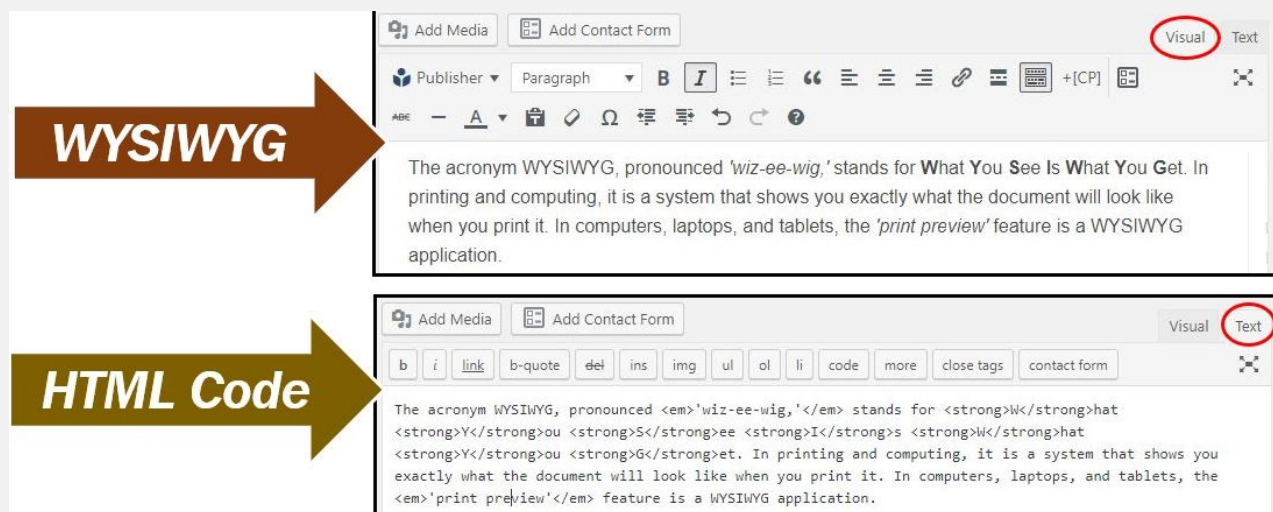 Add Media Add Contact Form Visual Text
Publisher Paragraph B I “ +[CP]
ABC A Ω ?
WYSIWYG
The acronym WYSIWYG, pronounced 'wiz-ee-wig,' stands for What You See Is What You Get. In
printing and computing, it is a system that shows you exactly what the document will look like
when you print it. In computers, laptops, and tablets, the 'print preview' feature is a WYSIWYG
application.
Add Media Add Contact Form Visual Text
b i link b-quote del ins img ul ol li code more close tags contact form
HTML Code
The acronym WYSIWYG, pronounced <em>'wiz-ee-wig,'</em> stands for <strong>W</strong>hat
<strong>Y</strong>ou <strong>S</strong>ee <strong>I</strong>s <strong>W</strong>hat
<strong>Y</strong>ou <strong>G</strong>et. In printing and computing, it is a system that shows you
exactly what the document will look like when you print it. In computers, laptops, and tablets, the
<em>'print preview'</em> feature is a WYSIWYG application.